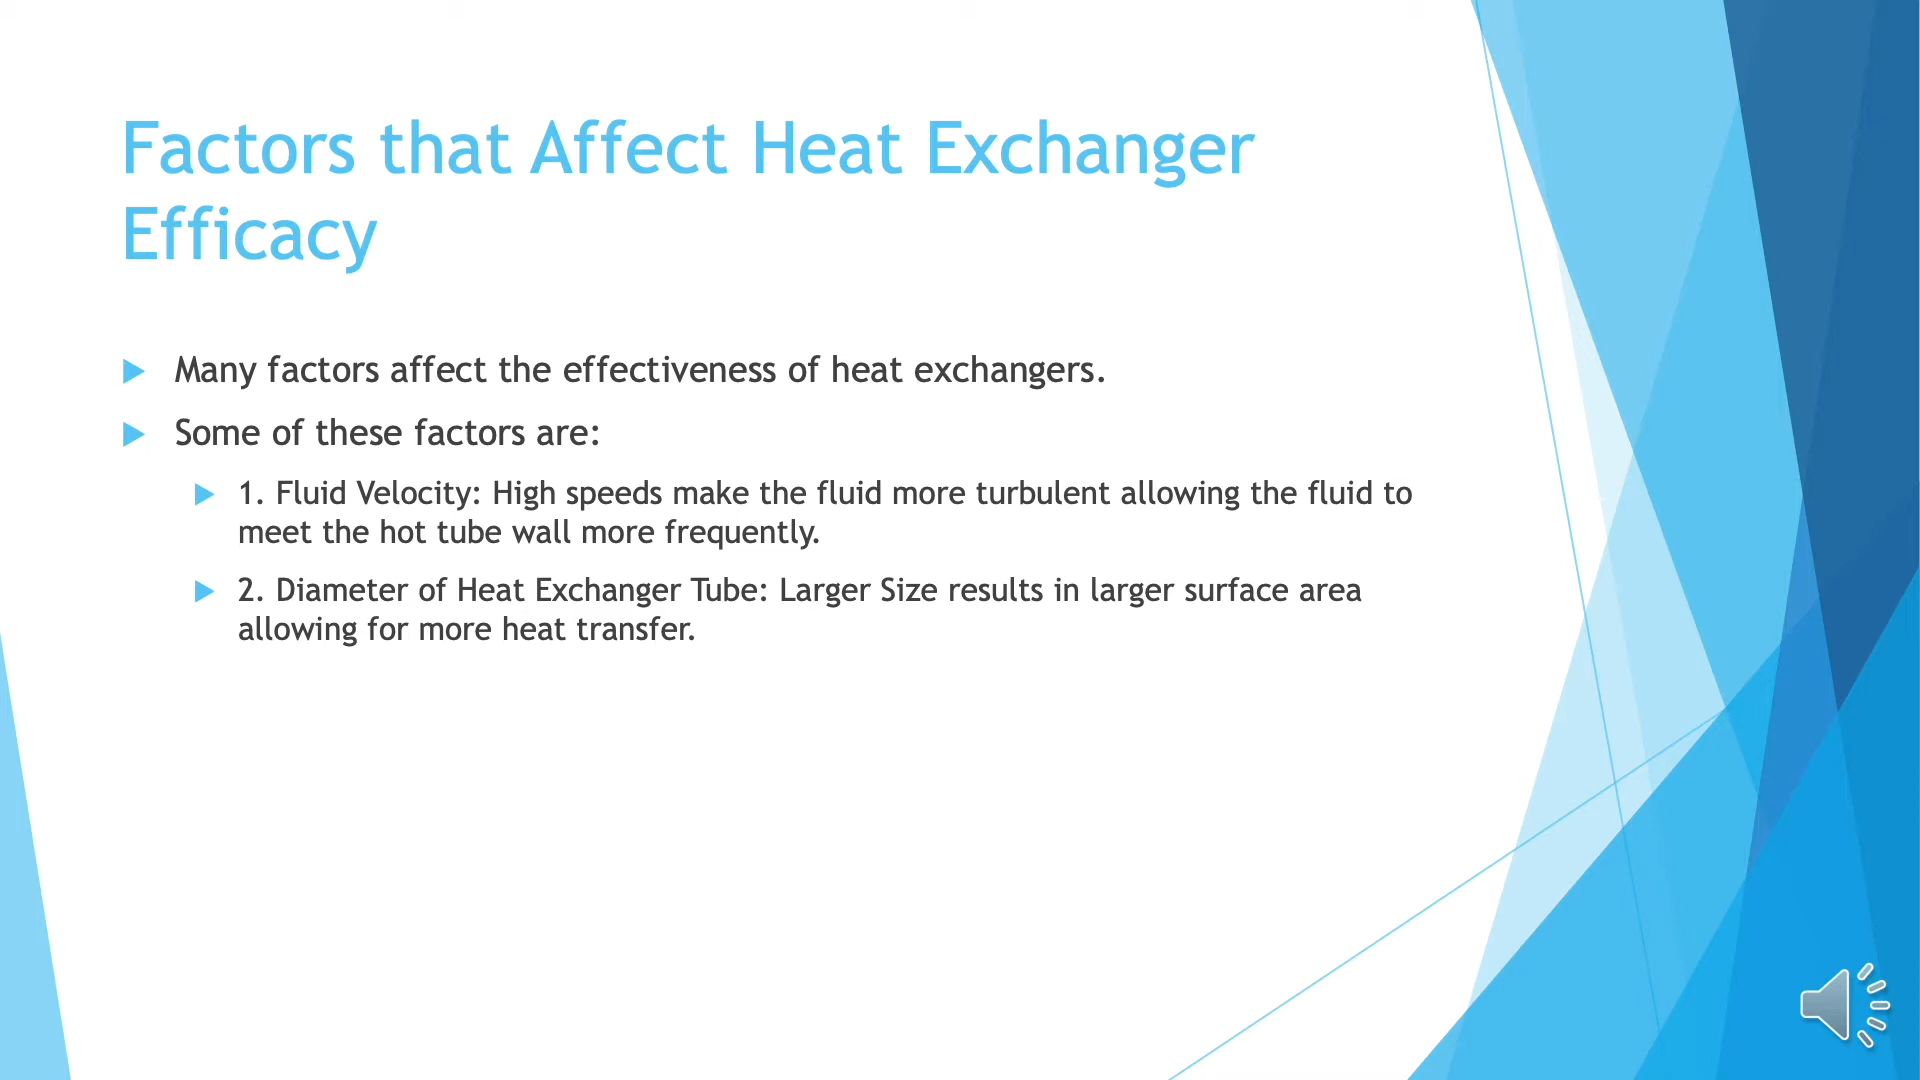 Factors that Affect Heat Exchanger
Efficacy
Many factors affect the effectiveness of heat exchangers.
Some of these factors are:
1. Fluid Velocity: High speeds make the fluid more turbulent allowing the fluid to
meet the hot tube wall more frequently.
2. Diameter of Heat Exchanger Tube: Larger Size results in larger surface area
allowing for more heat transfer.